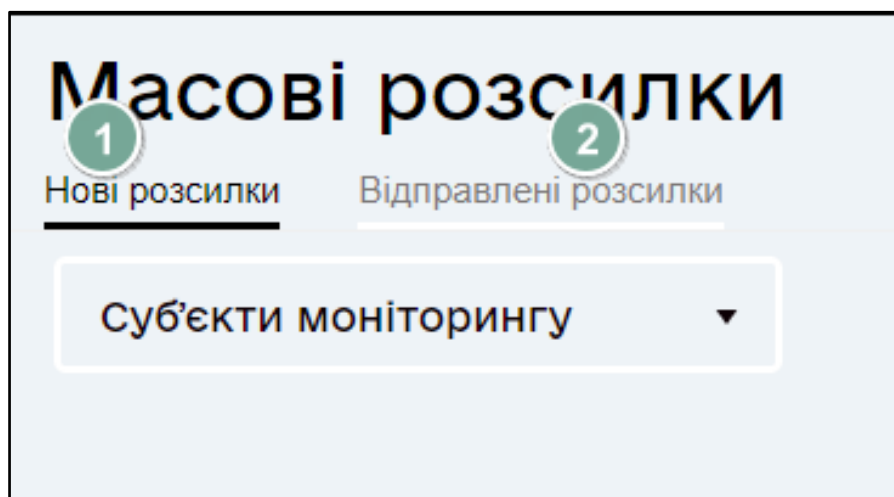 Масові розсилки
1
2
Нові розсилки
Відправлені розсилки
Суб'єкти моніторингу